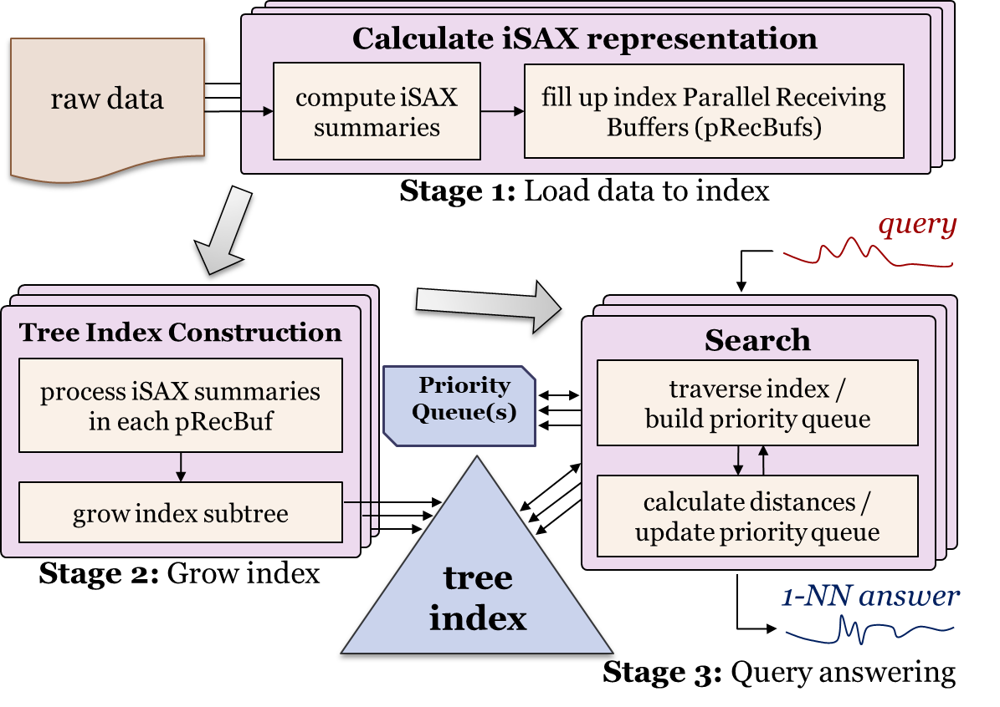 raw data
Calculate iSAX representation
compute iSAX
summaries
fill up index Parallel Receiving
Buffers (pRecBufs)
Stage 1: Load data to index
query
Tree Index Construction
process iSAX summaries
in each pRecBuf
grow index subtree
Stage 2: Grow index
Priority
Queue(s)
tree
index
Search
traverse index /
build priority queue
calculate distances /
update priority queue
1-NN answer
Stage 3: Query answering